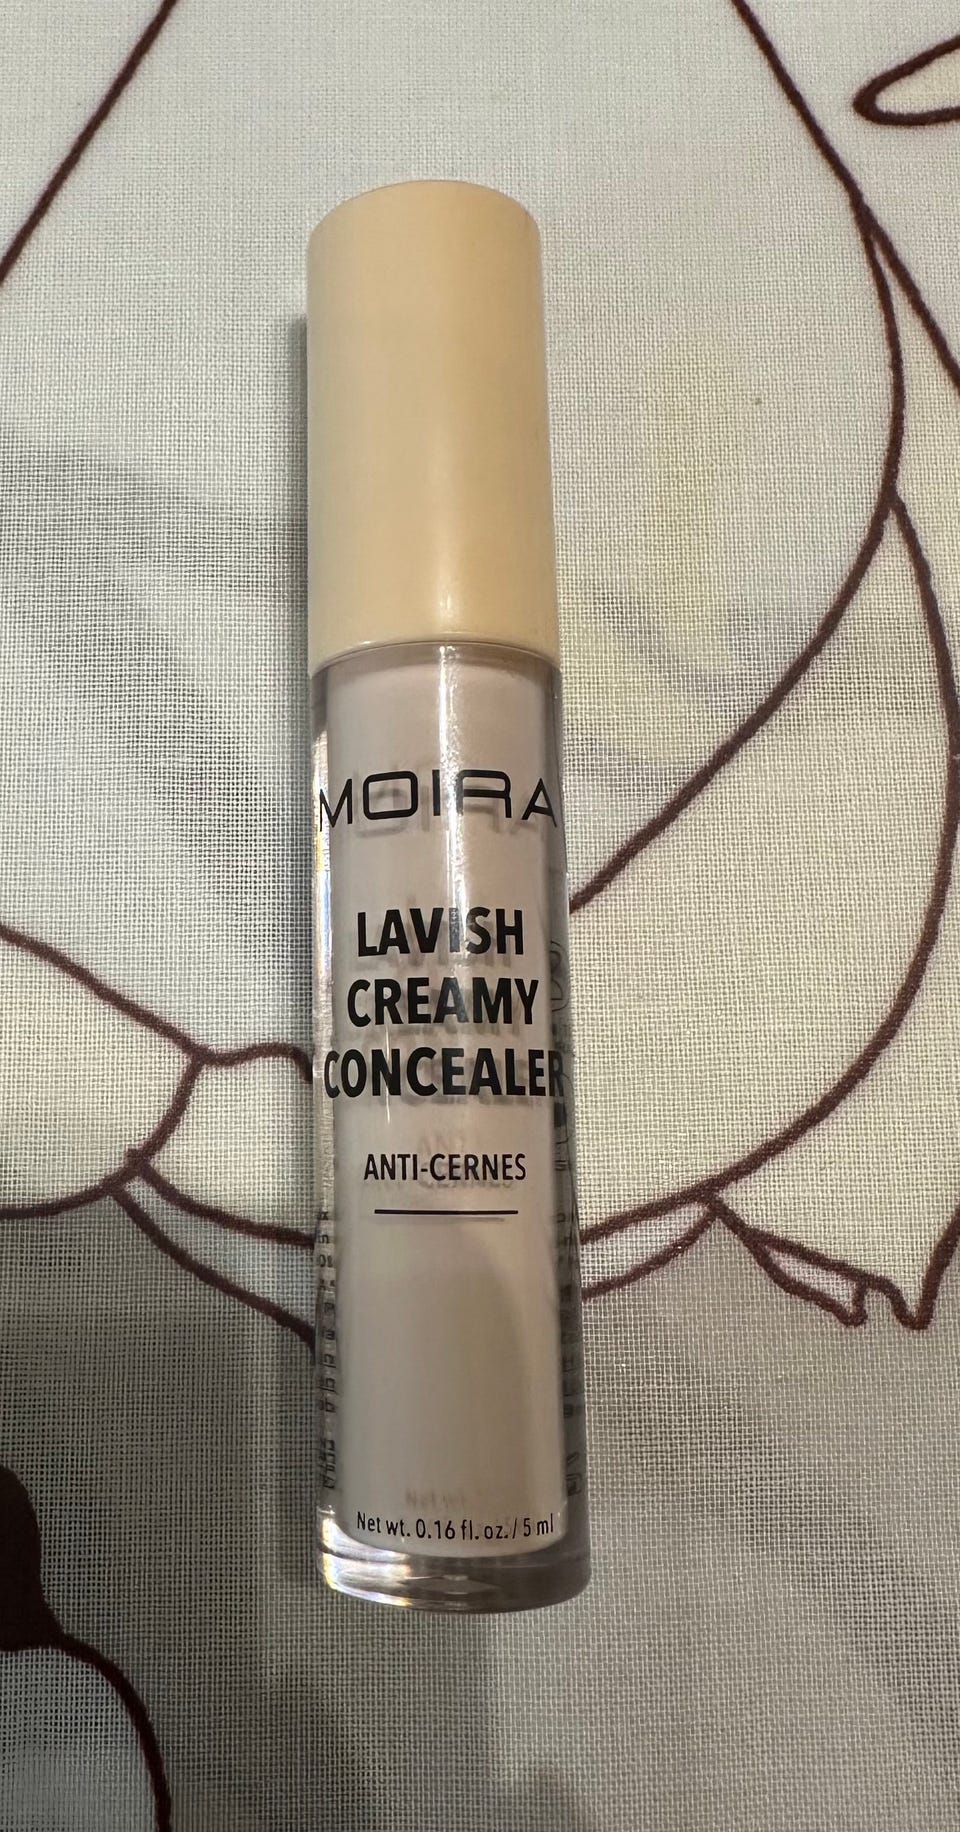 MOIRA
LAVISH
CREAMY
CONCEALER
ANTI-CERNES
Net wt. 0.16 fl. oz. / 5 ml